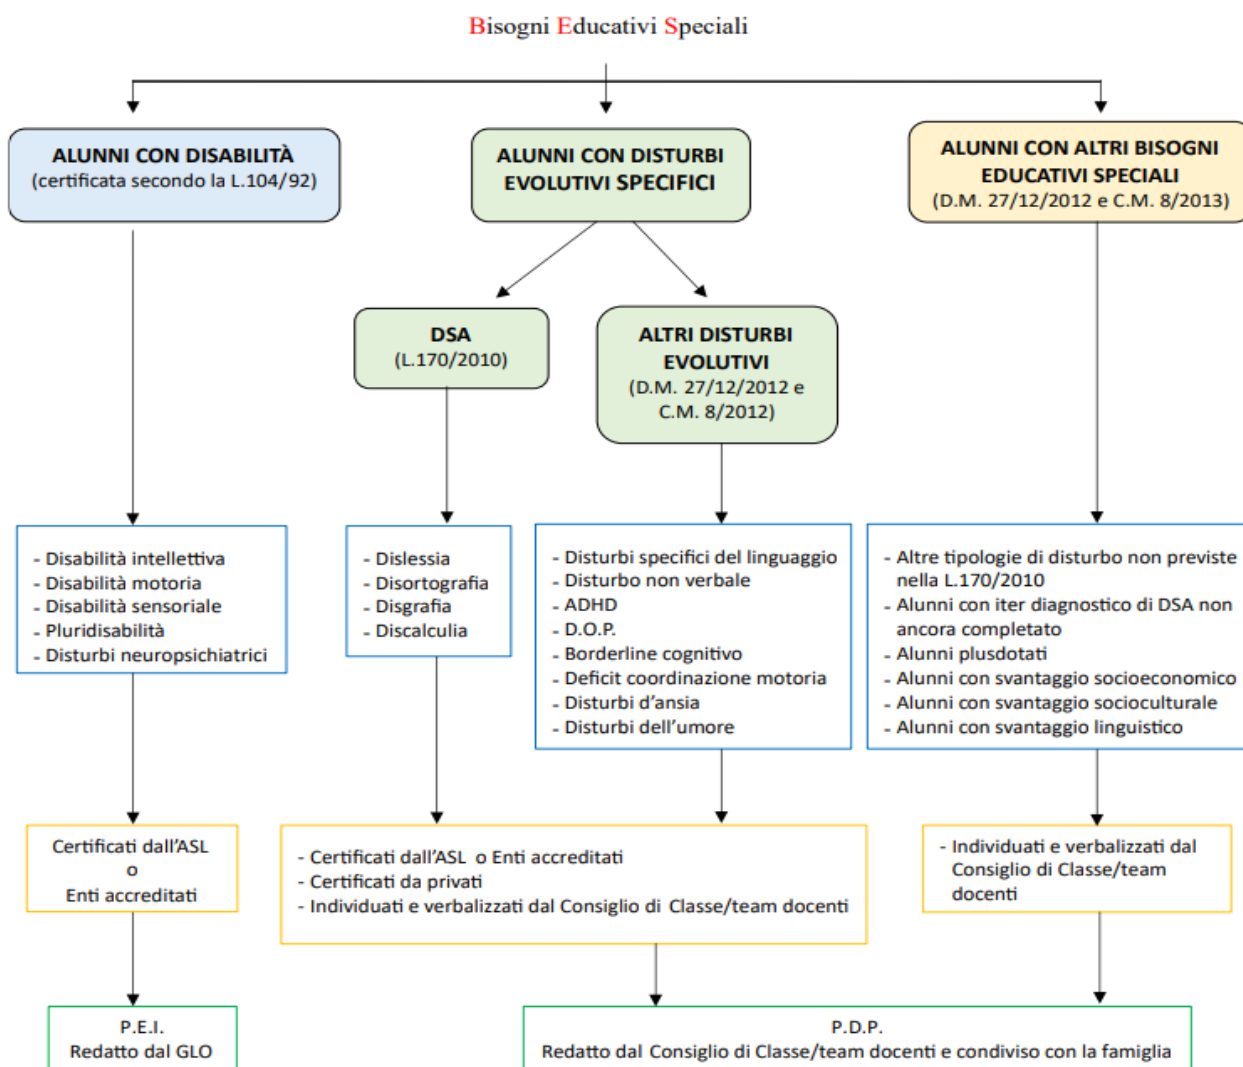 Bisogni Educativi Speciali
ALUNNI CON DISABILITÀ
(certificata secondo la L.104/92)
ALUNNI CON DISTURBI
EVOLUTIVI SPECIFICI
ALUNNI CON ALTRI BISOGNI
EDUCATIVI SPECIALI
(D.M. 27/12/2012 e C.M. 8/2013)
DSA
(L.170/2010)
ALTRI DISTURBI
EVOLUTIVI
(D.M. 27/12/2012 e
C.M. 8/2012)
- Disabilità intellettiva
- Disabilità motoria
- Disabilità sensoriale
- Pluridisabilità
- Disturbi neuropsichiatrici
- Dislessia
- Disortografia
- Disgrafia
- Discalculia
- Disturbi specifici del linguaggio
- Disturbo non verbale
- ADHD
- D.O.P.
- Borderline cognitivo
- Deficit coordinazione motoria
- Disturbi d'ansia
- Disturbi dell'umore
- Altre tipologie di disturbo non previste
nella L.170/2010
- Alunni con iter diagnostico di DSA non
ancora completato
- Alunni plusdotati
- Alunni con svantaggio socioeconomico
- Alunni con svantaggio socioculturale
- Alunni con svantaggio linguistico
Certificati dall'ASL
o
Enti accreditati
- Certificati dall'ASL o Enti accreditati
- Certificati da privati
- Individuati e verbalizzati dal Consiglio di Classe/team docenti
- Individuati e verbalizzati dal
Consiglio di Classe/team
docenti
P.E.I.
Redatto dal GLO
P.D.P.
Redatto dal Consiglio di Classe/team docenti e condiviso con la famiglia